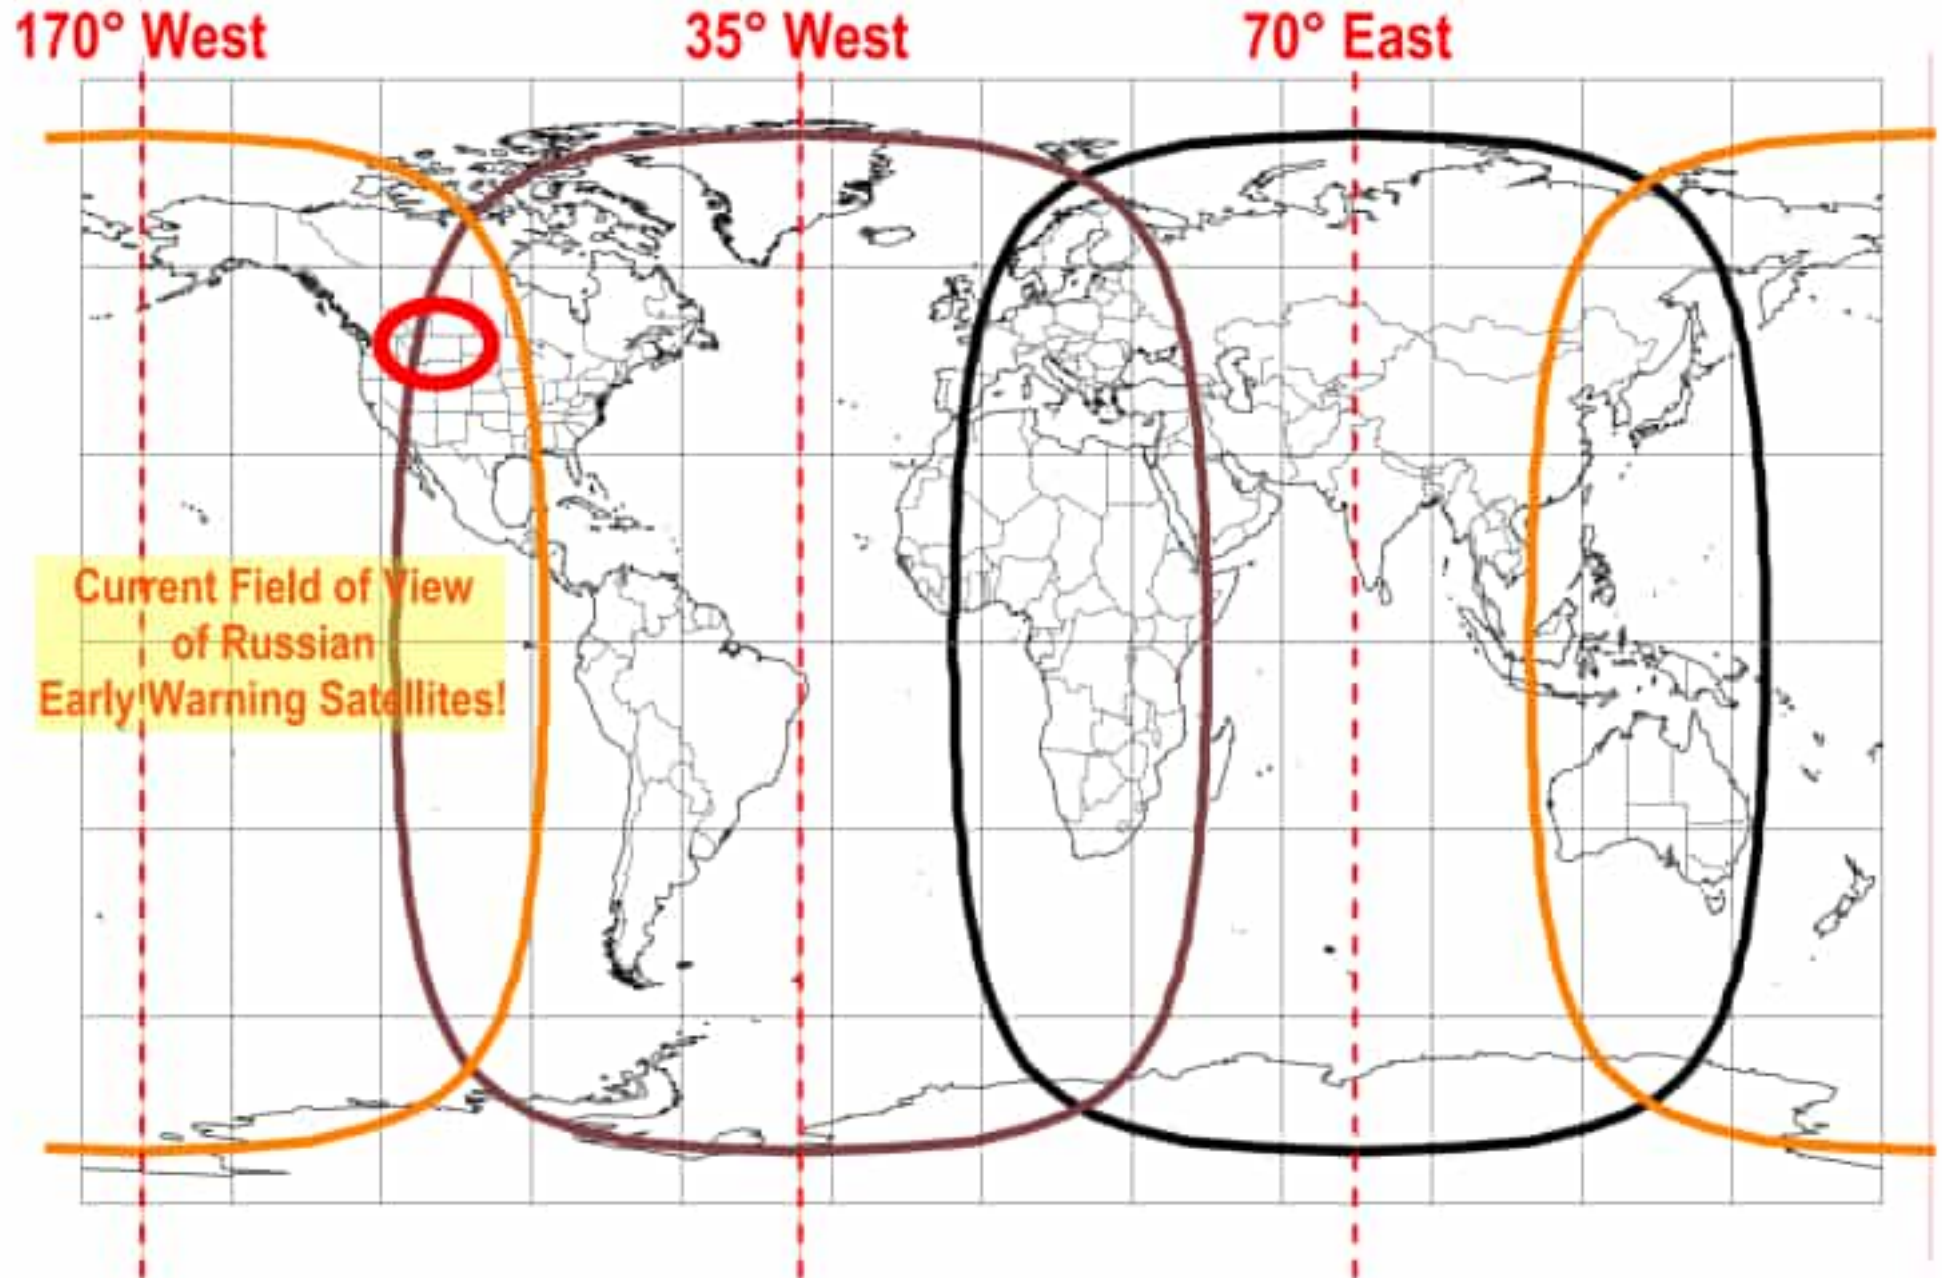 170° West
35° West
70° East
Current Field of View
of Russian
Early Warning Satellites!